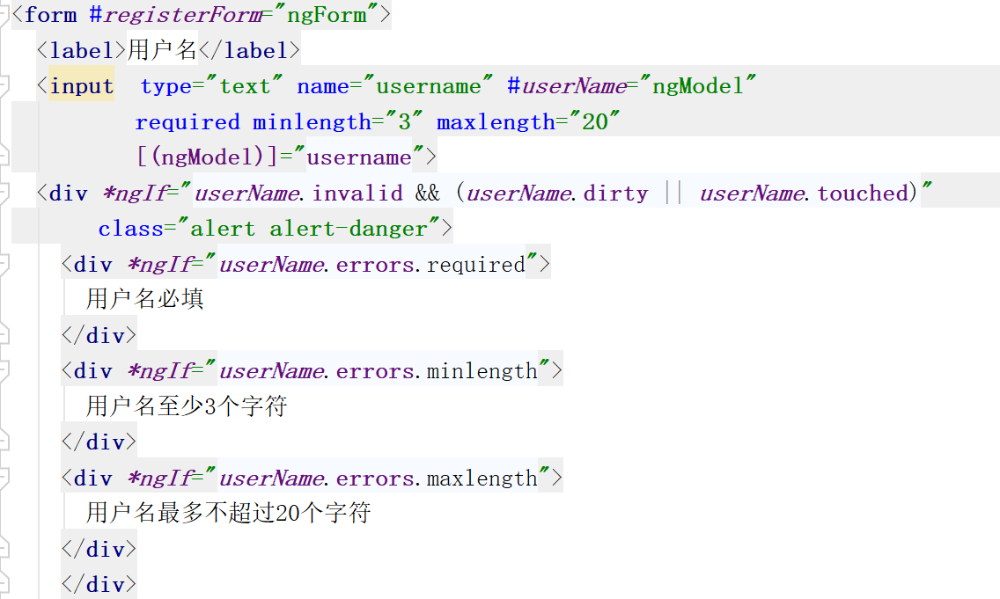 <form #registerForm="ngForm">
<label>用户名</label>
<input  type="text" name="username" #userName="ngModel"
required minlength="3" maxlength="20"
[(ngModel)]="username">
<div *ngIf="userName.invalid && (userName.dirty || userName.touched)"
class="alert alert-danger">
<div *ngIf="userName.errors.required">
用户名必填
</div>
<div *ngIf="userName.errors.minlength">
用户名至少3个字符
</div>
<div *ngIf="userName.errors.maxlength">
用户名最多不超过20个字符
</div>
</div>